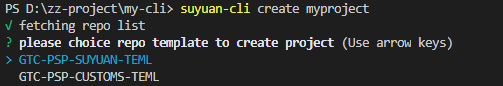 PS D:\zz-project\my-cli> suyuan-cli create myproject
√ fetching repo list
? please choice repo template to create project (Use arrow keys)
> GTC-PSP-SUYUAN-TEML
GTC-PSP-CUSTOMS-TEML